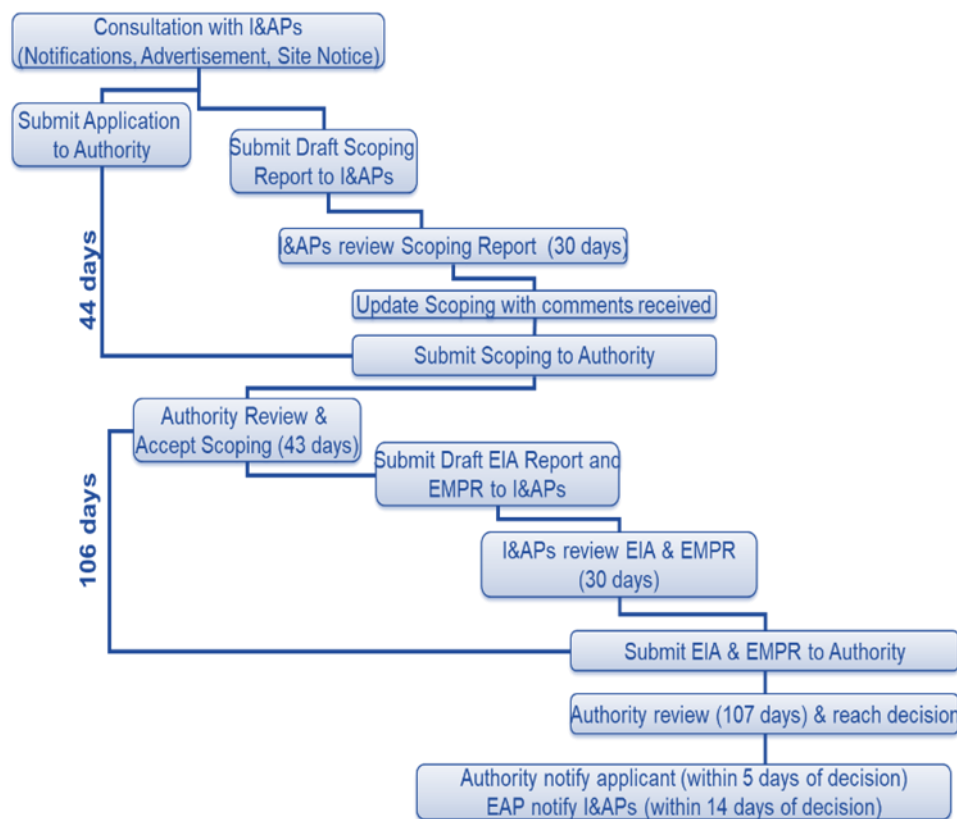 Consultation with I&APs
(Notifications, Advertisement, Site Notice)
Submit Application
to Authority
Submit Draft Scoping
Report to I&APs
I&APs review Scoping Report (30 days)
Update Scoping with comments received
44 days
Submit Scoping to Authority
Authority Review &
Accept Scoping (43 days)
Submit Draft EIA Report and
EMPR to I&APs
I&APs review EIA & EMPR
(30 days)
106 days
Submit EIA & EMPR to Authority
Authority review (107 days) & reach decision
Authority notify applicant (within 5 days of decision)
EAP notify I&APs (within 14 days of decision)